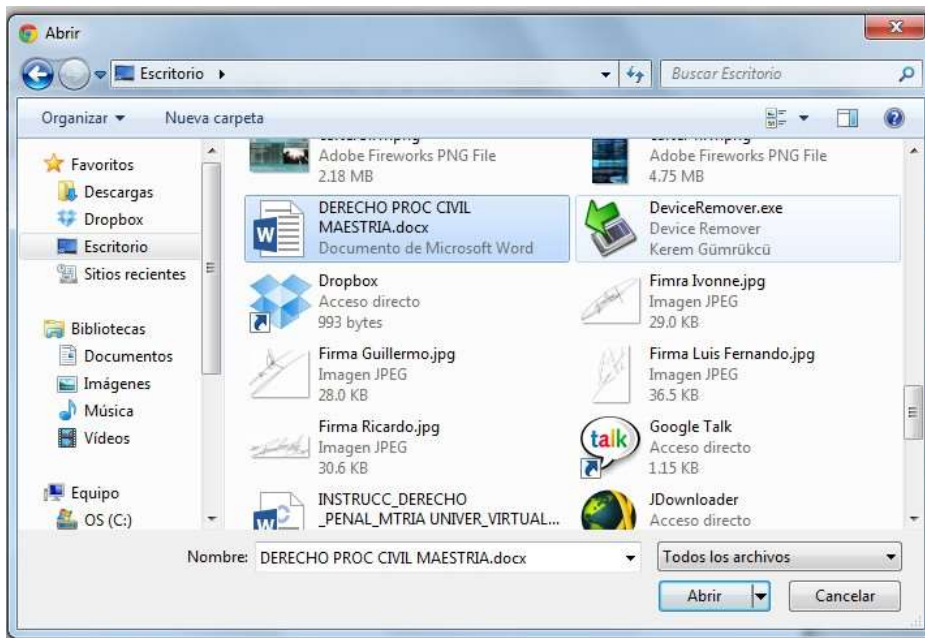 Abrir
Escritorio
Buscar Escritorio
Organizar
Nueva carpeta
Favoritos
Descargas
Dropbox
Escritorio
Sitios recientes
Bibliotecas
Documentos
Imágenes
Música
Vídeos
Equipo
OS (C:)
Adobe Fireworks PNG File
2.18 MB
Adobe Fireworks PNG File
4.75 MB
DERECHO PROC CIVIL
MAESTRIA.docx
Documento de Microsoft Word
DeviceRemover.exe
Device Remover
Kerem Gümrükcü
Dropbox
Acceso directo
993 bytes
Fimra Ivonne.jpg
Imagen JPEG
29.0 KB
Firma Guillermo.jpg
Imagen JPEG
28.0 KB
Firma Luis Fernando.jpg
Imagen JPEG
36.5 KB
Firma Ricardo.jpg
Imagen JPEG
30.6 KB
talk
Google Talk
Acceso directo
1.15 KB
INSTRUCC_DERECHO
_PENAL_MTRIA UNIVER_VIRTUAL...
JDownloader
Acceso directo
Nombre: DERECHO PROC CIVIL MAESTRIA.docx
Todos los archivos
Abrir
Cancelar